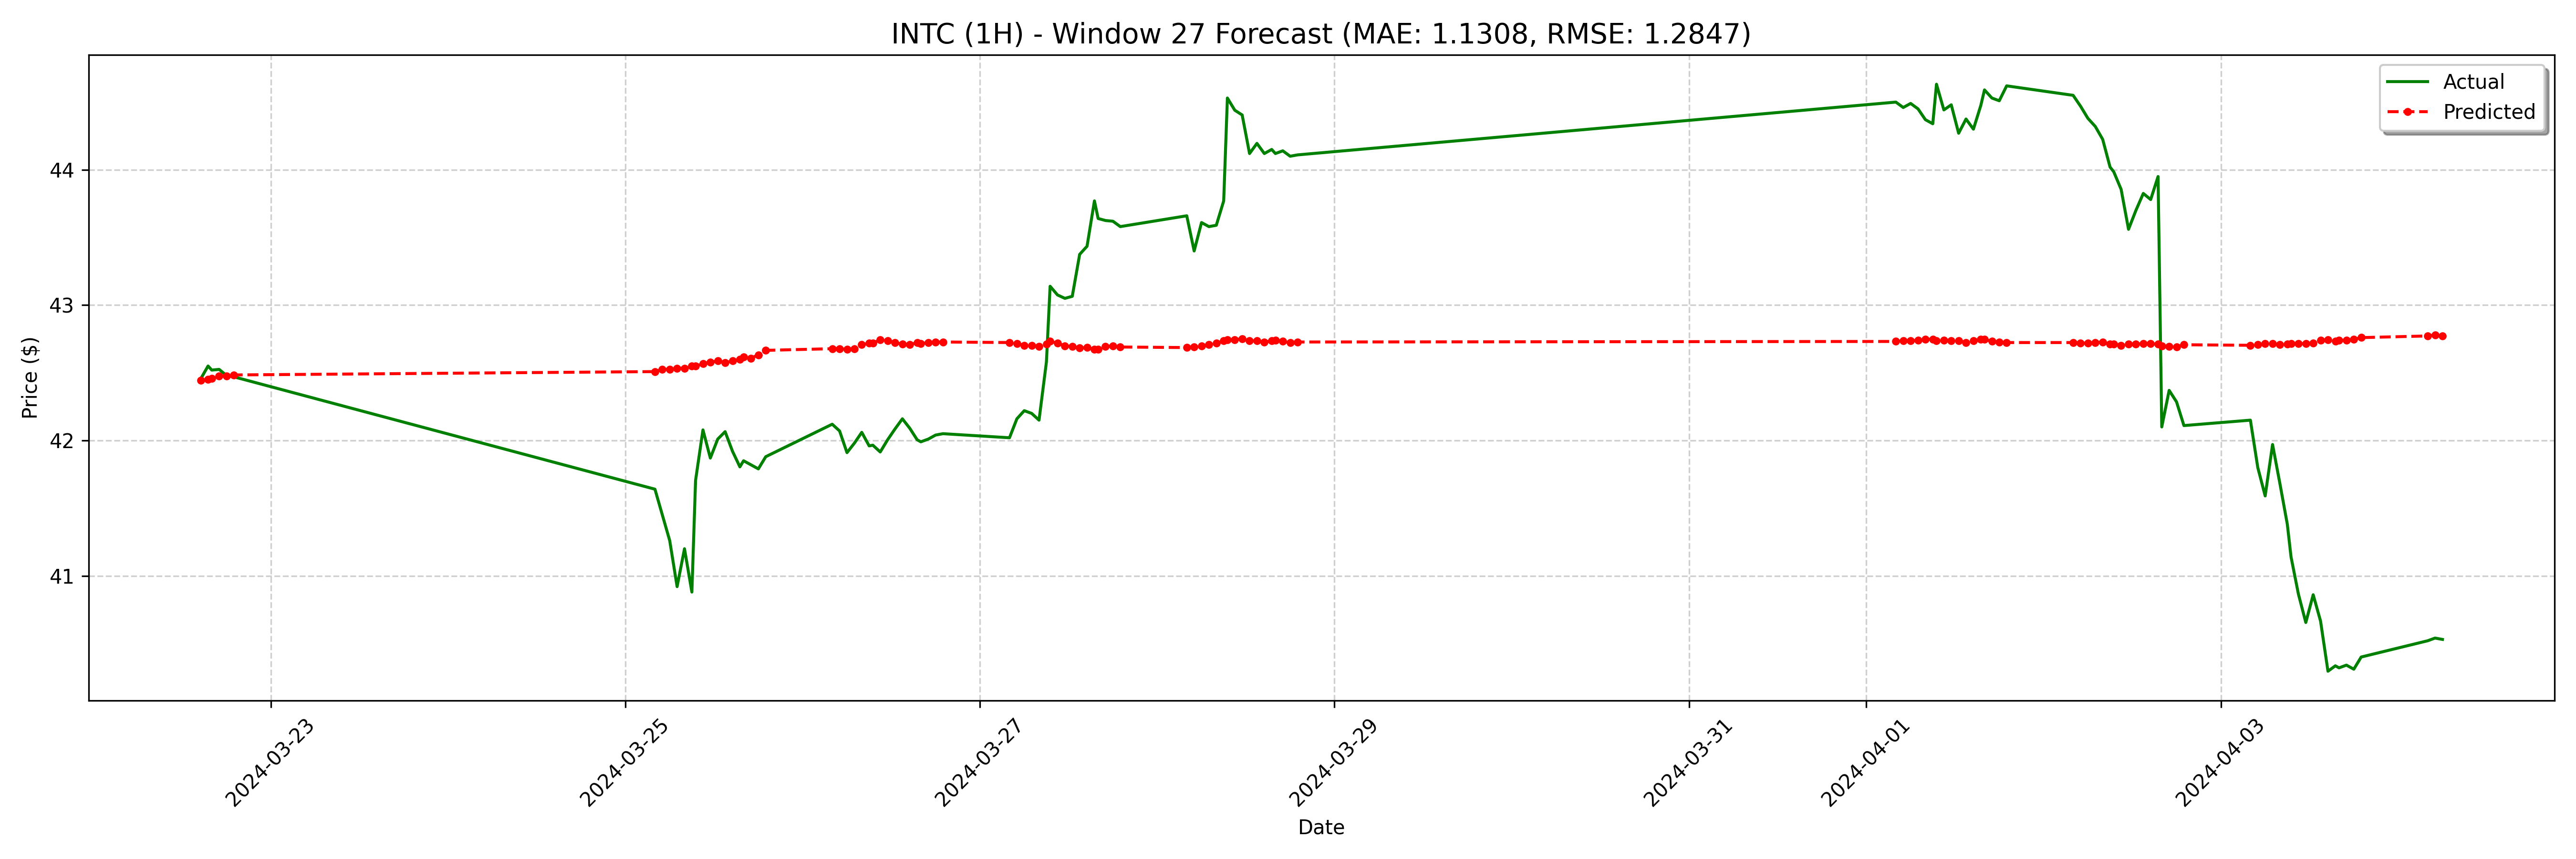 INTC (1H) - Window 27 Forecast (MAE: 1.1308, RMSE: 1.2847)
Actual
Predicted
Price ($)
44
43
42
41
2024-03-23
2024-03-25
2024-03-27
2024-03-29
2024-03-31
2024-04-01
2024-04-03
Date